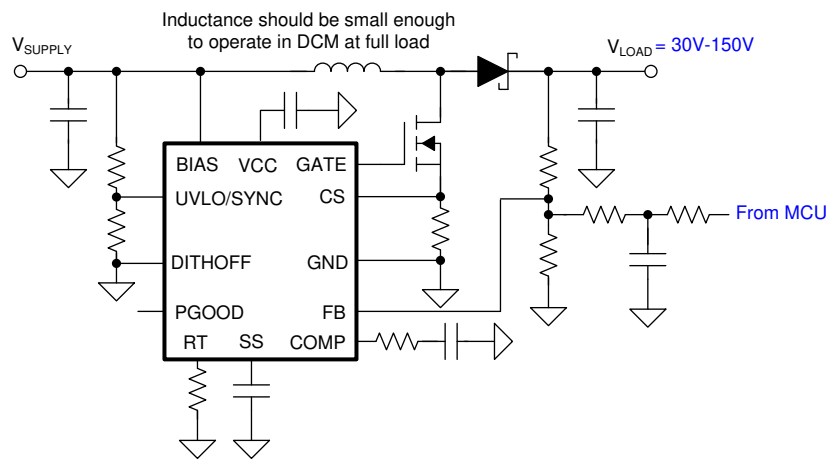 Inductance should be small enough
to operate in DCM at full load
VSUPPLY
VLOAD = 30V-150V
BIAS VCC GATE
UVLO/SYNC CS
DITHOFF GND
PGOOD FB
RT SS COMP
From MCU